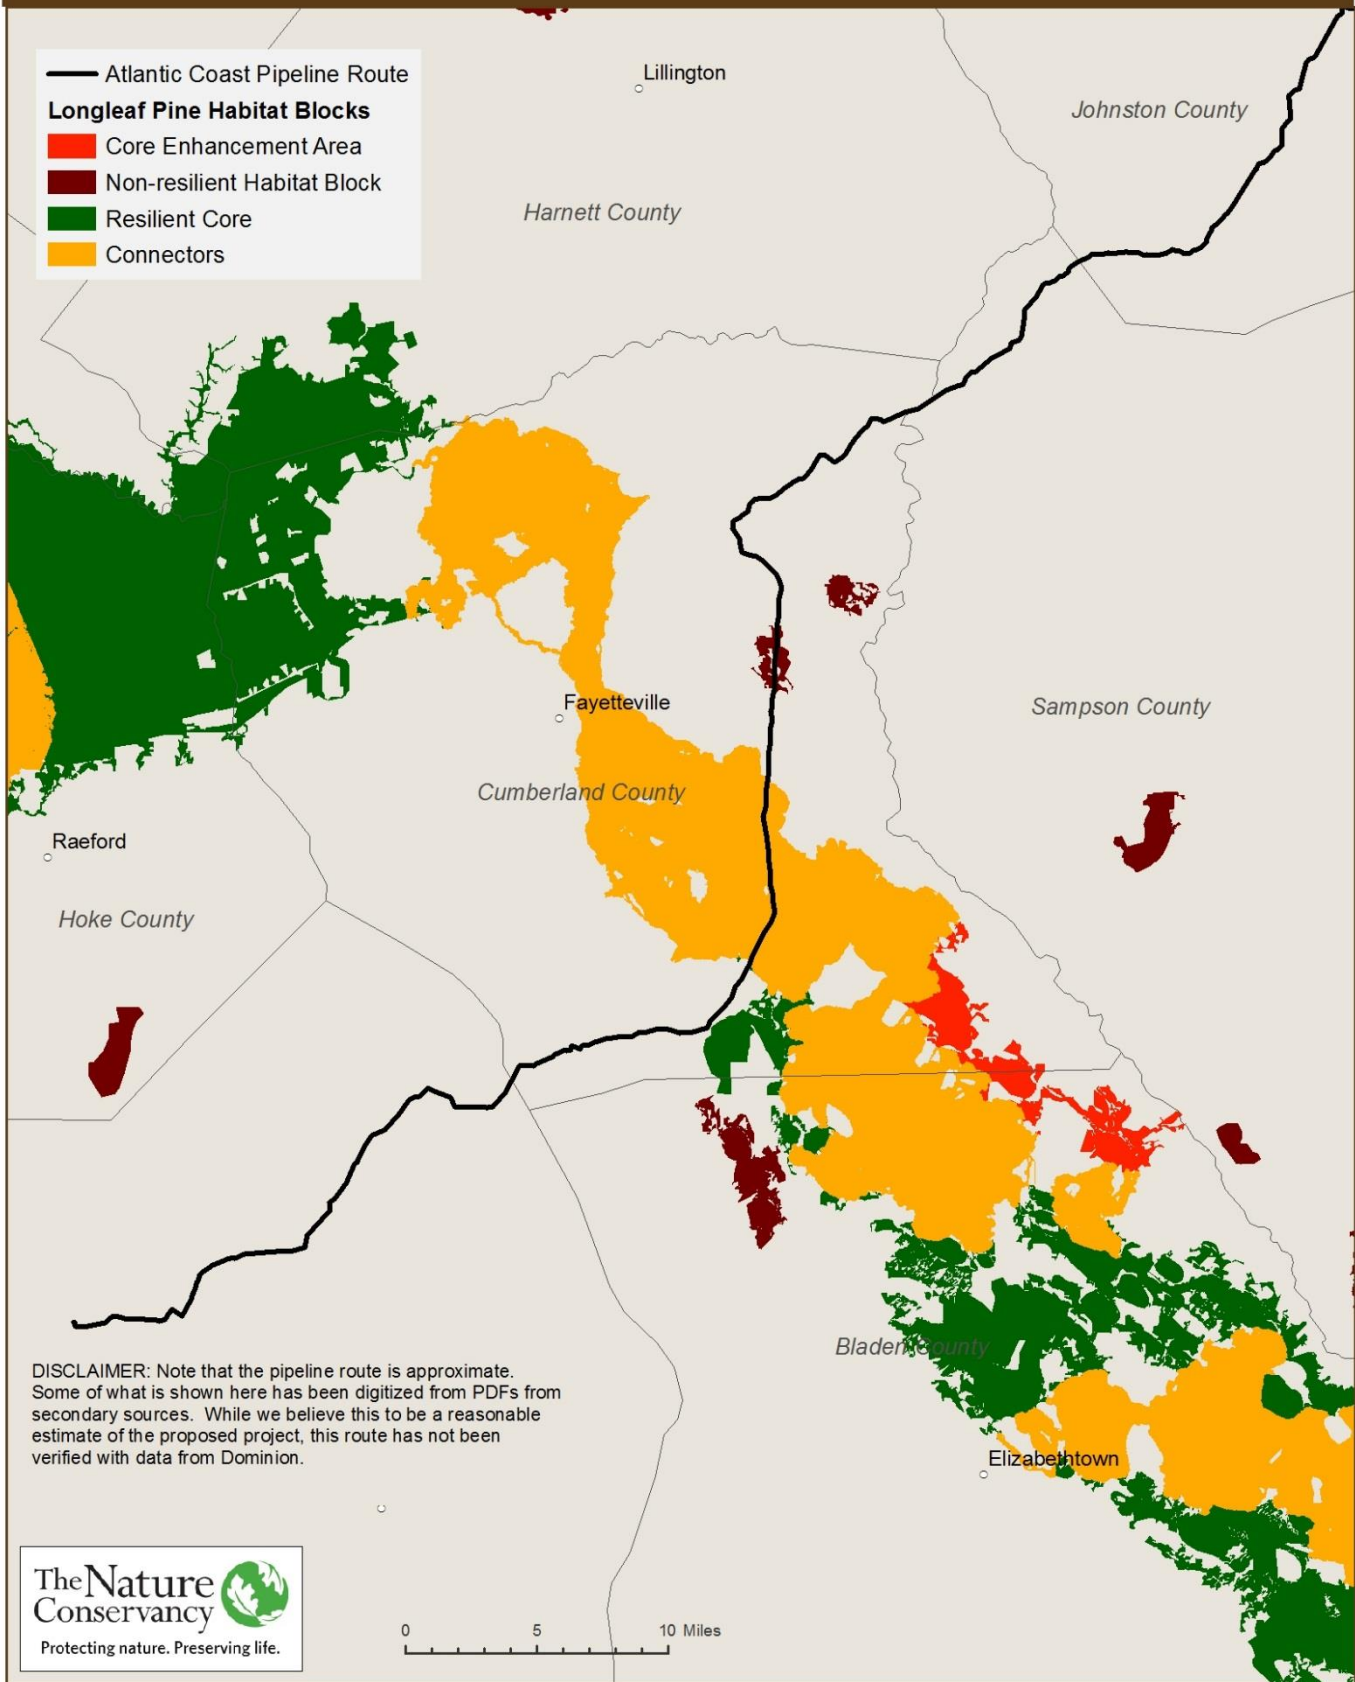 Atlantic Coast Pipeline Route
Longleaf Pine Habitat Blocks
Core Enhancement Area
Non-resilient Habitat Block
Resilient Core
Connectors
Lillington
Johnston County
Harnett County
Fayetteville
Sampson County
Cumberland County
Raeford
Hoke County
Bladen County
Elizabethtown
DISCLAIMER: Note that the pipeline route is approximate.
Some of what is shown here has been digitized from PDFs from
secondary sources. While we believe this to be a reasonable
estimate of the proposed project, this route has not been
verified with data from Dominion.
The Nature
Conservancy
Protecting nature. Preserving life.
0 5 10 Miles